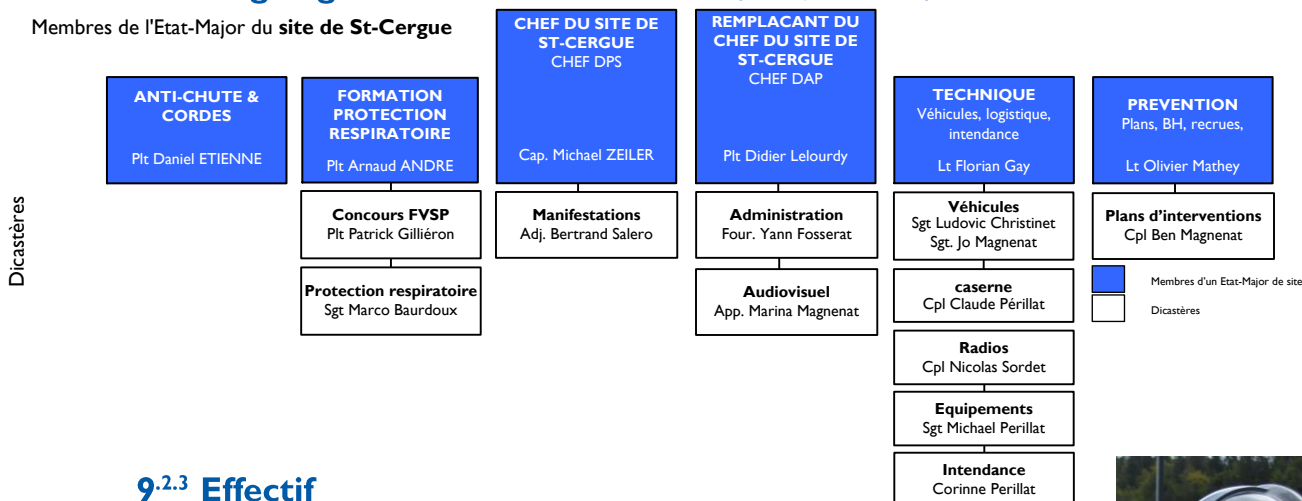 Membres de l'Etat-Major du site de St-Cergue
CHEF DU SITE DE
ST-CERGUE
CHEF DPS
Cap. Michael ZEILER
REMPLACANT DU
CHEF DU SITE DE
ST-CERGUE
CHEF DAP
Plt Didier Lelourdy
ANTI-CHUTE &
CORDES
Plt Daniel ETIENNE
FORMATION
PROTECTION
RESPIRATOIRE
Plt Arnaud ANDRE
TECHNIQUE
Véhicules, logistique,
intendance
Lt Florian Gay
PREVENTION
Plans, BH, recrues,
Lt Olivier Mathey
Dicastères
Concours FVSP
Plt Patrick Gilliéron
Protection respiratoire
Sgt Marco Baurdoux
Manifestations
Adj. Bertrand Salero
Administration
Four. Yann Fosserat
Audiovisuel
App. Marina Magnenat
Véhicules
Sgt Ludovic Christinet
Sgt. Jo Magnenat
caserne
Cpl Claude Périllat
Radios
Cpl Nicolas Sordet
Equipements
Sgt Michael Perillat
Intendance
Corinne Perillat
Plans d'interventions
Cpl Ben Magnenat
Membres d'un Etat-Major de site
Dicastères
9.2.3 Effectif